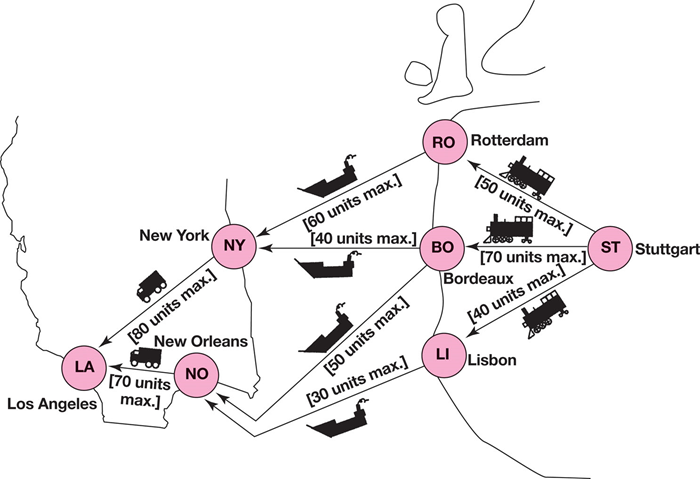 RO
Rotterdam
[50 units max.]
[60 units max.]
New York
NY
[40 units max.]
BO
Bordeaux
[70 units max.]
ST
Stuttgart
[80 units max.]
[40 units max.]
[50 units max.]
New Orleans
LI
Lisbon
LA
Los Angeles
NO
[70 units
max.]
[30 units max.]